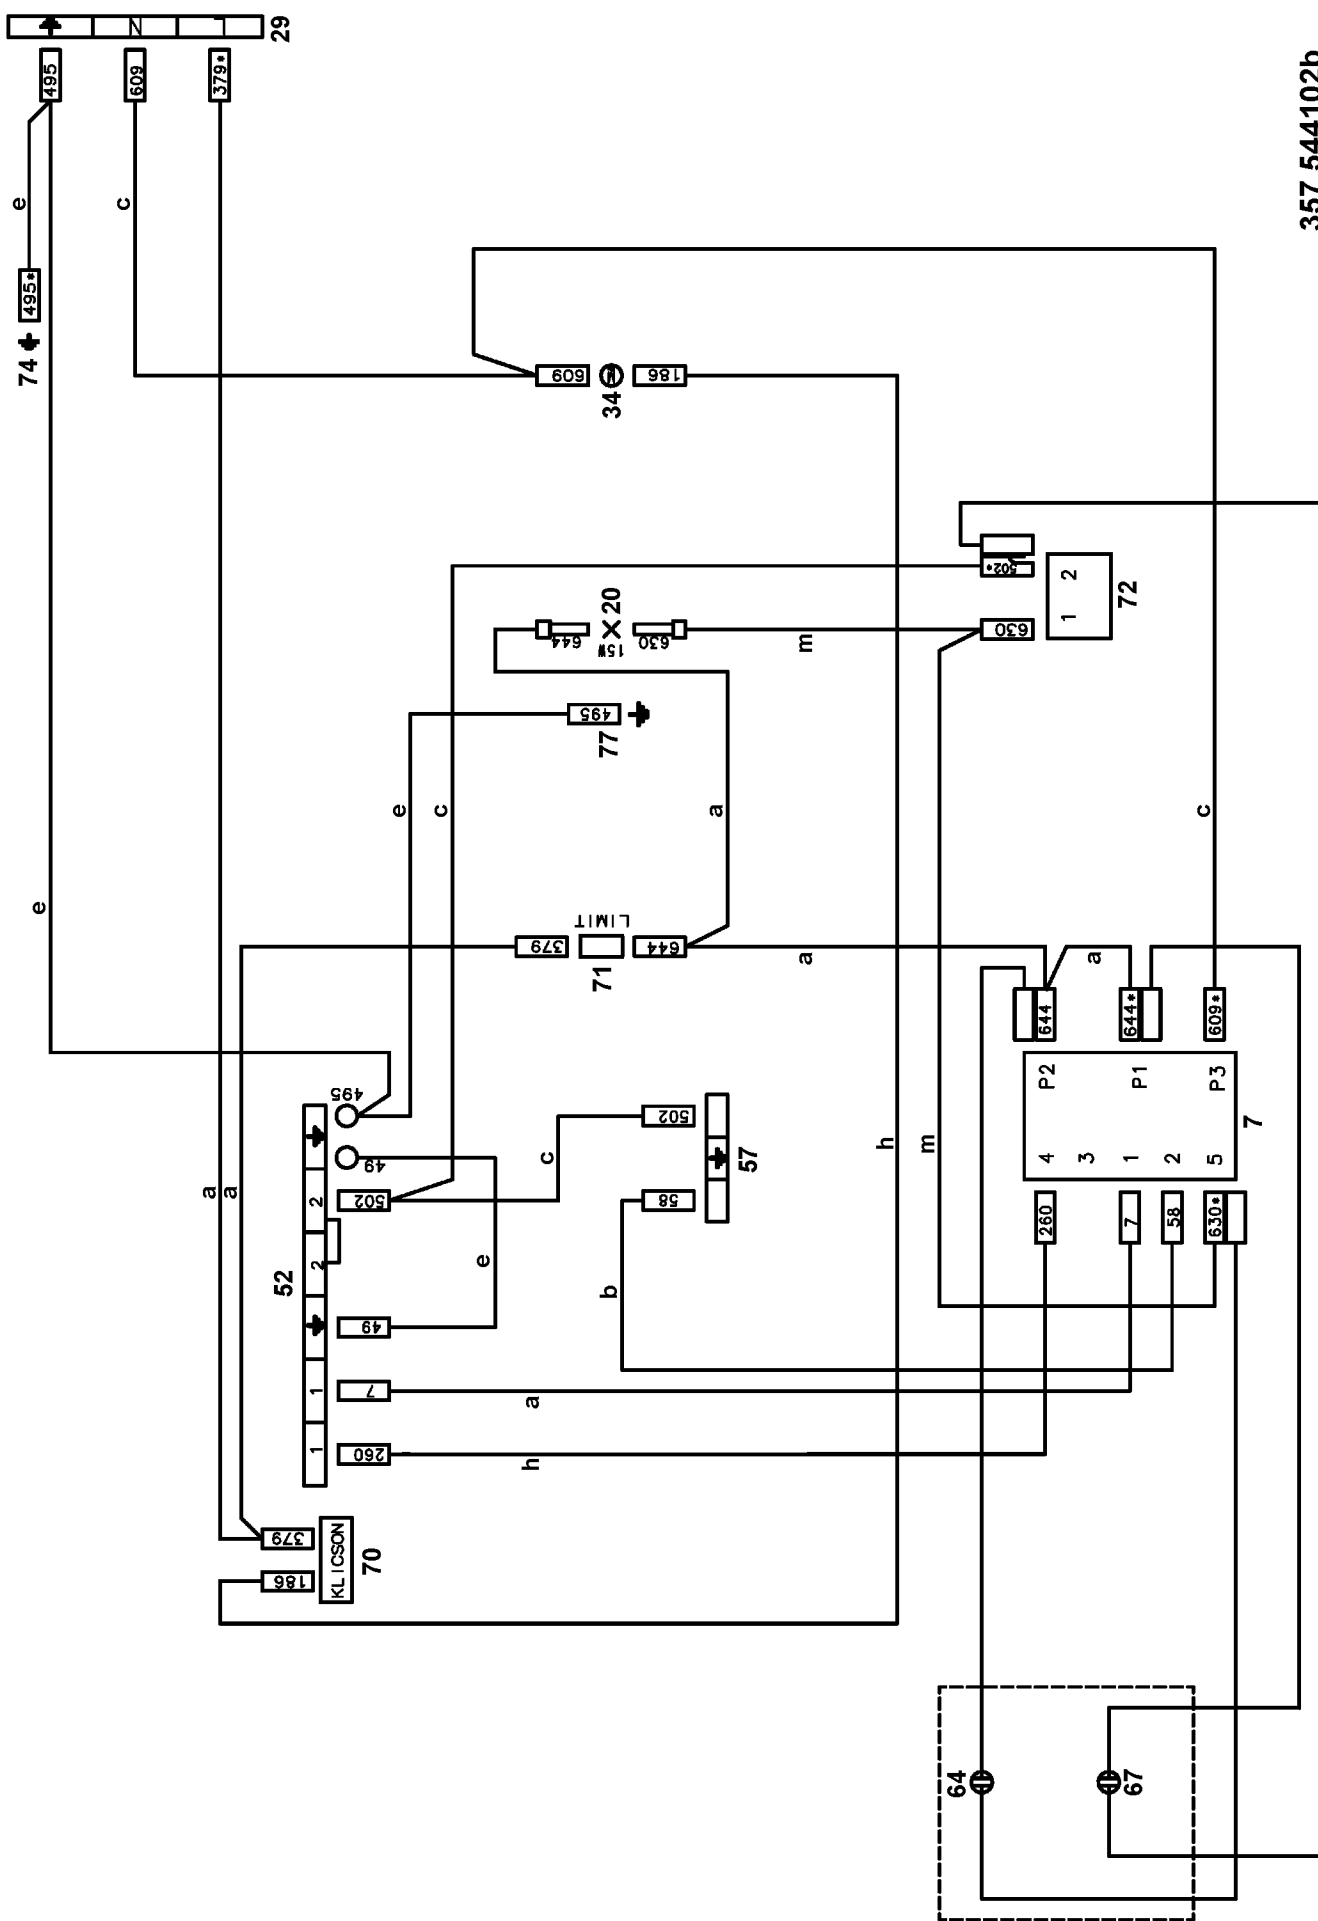 N
L
29
495
609
379*
e
c
495*
74
357 544102b
609
34
186
502*
1 2
72
630
644
20
15W
630
m
495
77
e
c
a
c
e
379
LIMIT
71
644
a
a
644
644*
609*
P2
P1
P3
4
3
1
2
5
7
260
7
58
630*
h
m
495
49
2
502
2
52
49
1
7
1
260
a
a
c
e
502
57
58
b
a
h
379
186
KLICSON
70
64
67